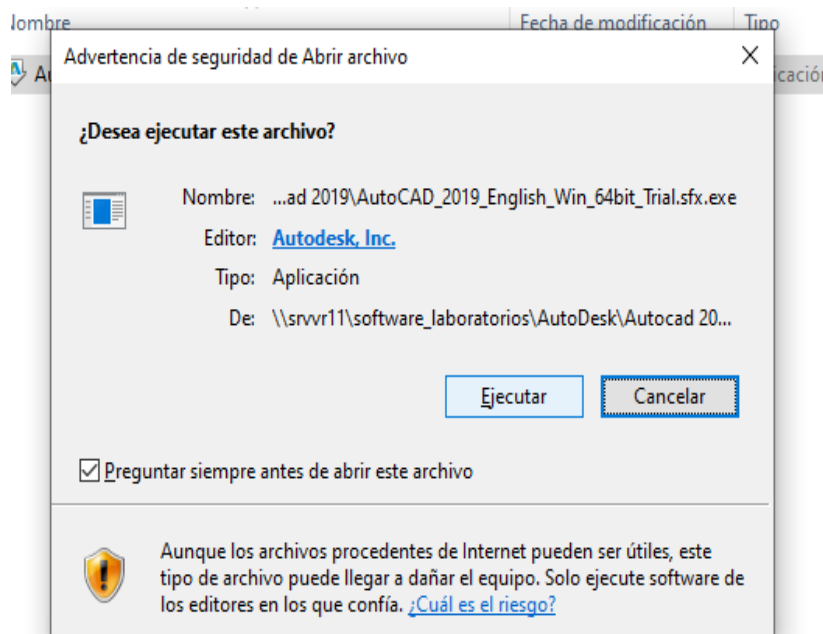 Nombre Fecha de modificación Tipo
Advertencia de seguridad de Abrir archivo
¿Desea ejecutar este archivo?
Nombre: ...ad 2019\AutoCAD_2019_English_Win_64bit_Trial.sfx.exe
Editor: Autodesk, Inc.
Tipo: Aplicación
De: \\srvvr11\software_laboratorios\AutoDesk\Autocad 20...
Ejecutar Cancelar
Preguntar siempre antes de abrir este archivo
Aunque los archivos procedentes de Internet pueden ser útiles, este
tipo de archivo puede llegar a dañar el equipo. Solo ejecute software de
los editores en los que confía. ¿Cuál es el riesgo?